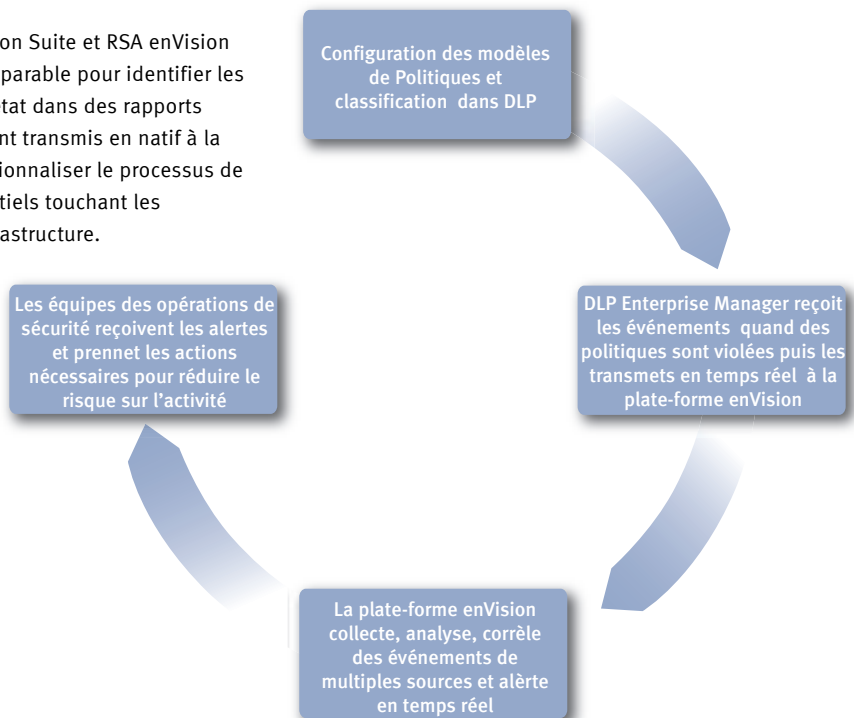 on Suite et RSA enVision
parable pour identifier les
état dans des rapports
nt transmis en natif à la
ionnaliser le processus de
tiels touchant les
astructure.
Configuration des modèles
de Politiques et
classification dans DLP
DLP Enterprise Manager reçoit
les événements quand des
politiques sont violées puis les
transmets en temps réel à la
plate-forme enVision
La plate-forme enVision
collecte, analyse, corrèle
des événements de
multiples sources et alèrte
en temps réel
Les équipes des opérations de
sécurité reçoivent les alertes
et prennet les actions
nécessaires pour réduire le
risque sur l’activité